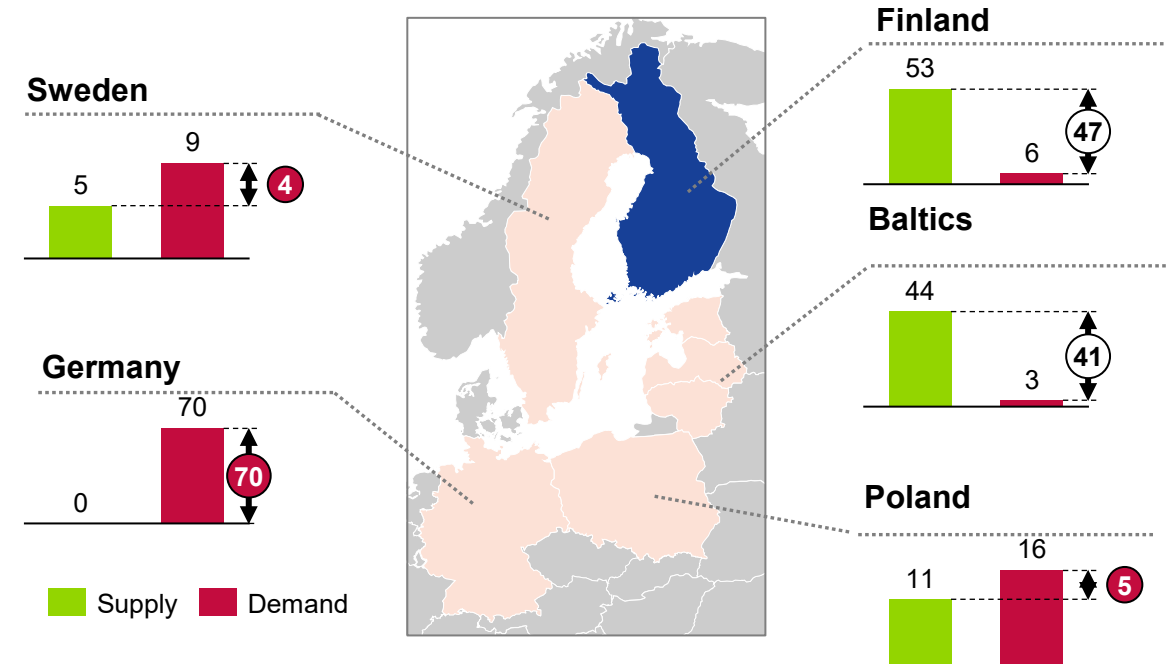 Sweden
5
9
4
Germany
0
70
70
Supply
Demand
Finland
53
6
47
Baltics
44
3
41
Poland
11
16
5